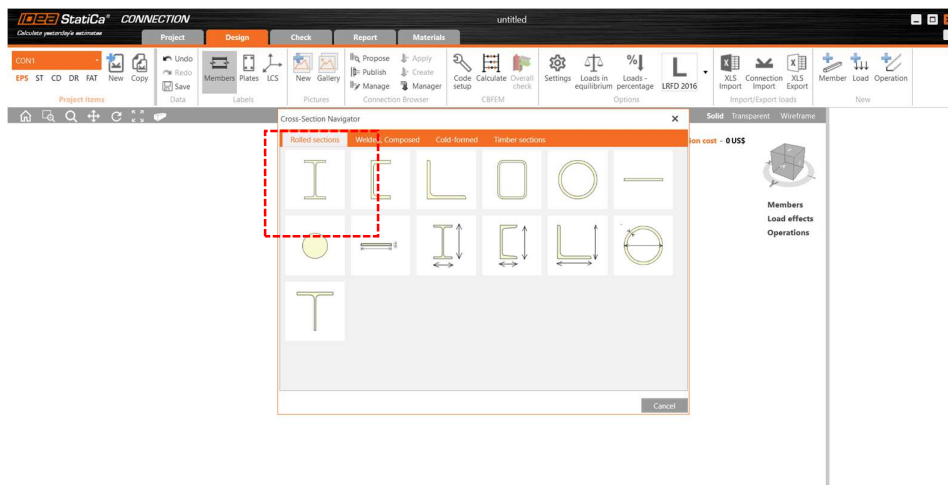 IDEA StatiCa® CONNECTION
untitled
Calculate yesterday's estimates
Project Design Check Report Materials
CON1
EPS ST CD DR FAT
New Copy
Project items
Undo
Redo
Save
Data
Members Plates LCS
Labels
New Gallery
Pictures
Propose Apply
Publish Create
Manage Manager
Connection Browser
Code setup Calculate Overall check
CBFEM
Settings Loads in equilibrium Loads - percentage LRFD 2016
Options
XLS Import Connection Import XLS Export
Import/Export loads
Member Load Operation
New
Cross-Section Navigator
Solid Transparent Wireframe
Rolled sections Welded, Composed Cold-formed Timber sections
ion cost - 0 US$
Members
Load effects
Operations
Cancel